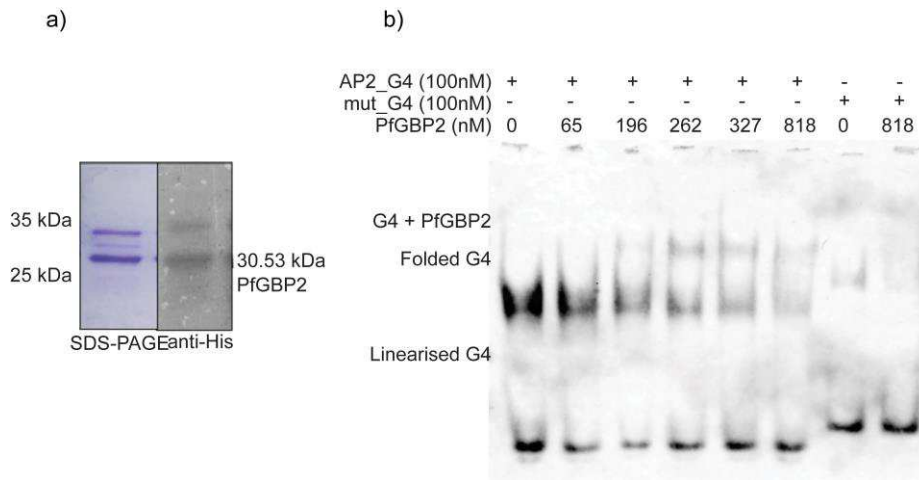 a)
b)
AP2_G4 (100nM) + + + + + + - -
mut_G4 (100nM) - - - - - - + +
PfGBP2 (nM) 0 65 196 262 327 818 0 818
35 kDa
25 kDa
30.53 kDa
PfGBP2
SDS-PAGE anti-His
G4 + PfGBP2
Folded G4
Linearised G4